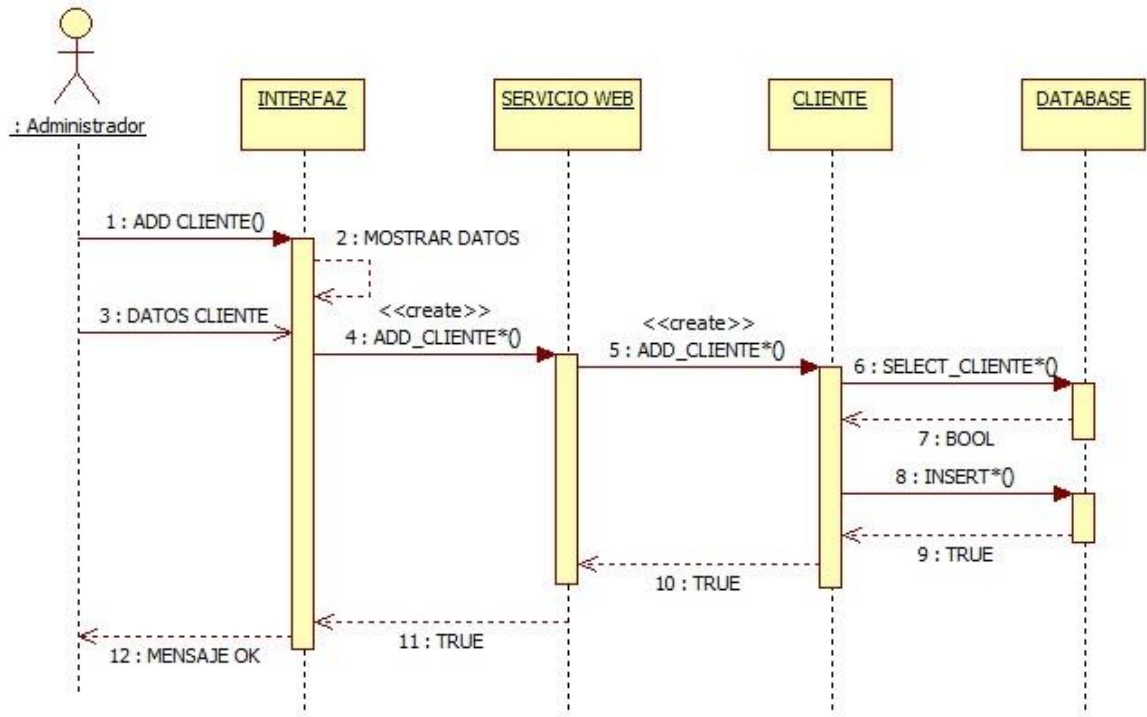 : Administrador
INTERFAZ
SERVICIO WEB
CLIENTE
DATABASE
1 : ADD CLIENTE()
2 : MOSTRAR DATOS
3 : DATOS CLIENTE
<<create>>
4 : ADD_CLIENTE*()
<<create>>
5 : ADD_CLIENTE*()
6 : SELECT_CLIENTE*()
7 : BOOL
8 : INSERT*()
9 : TRUE
10 : TRUE
11 : TRUE
12 : MENSAJE OK